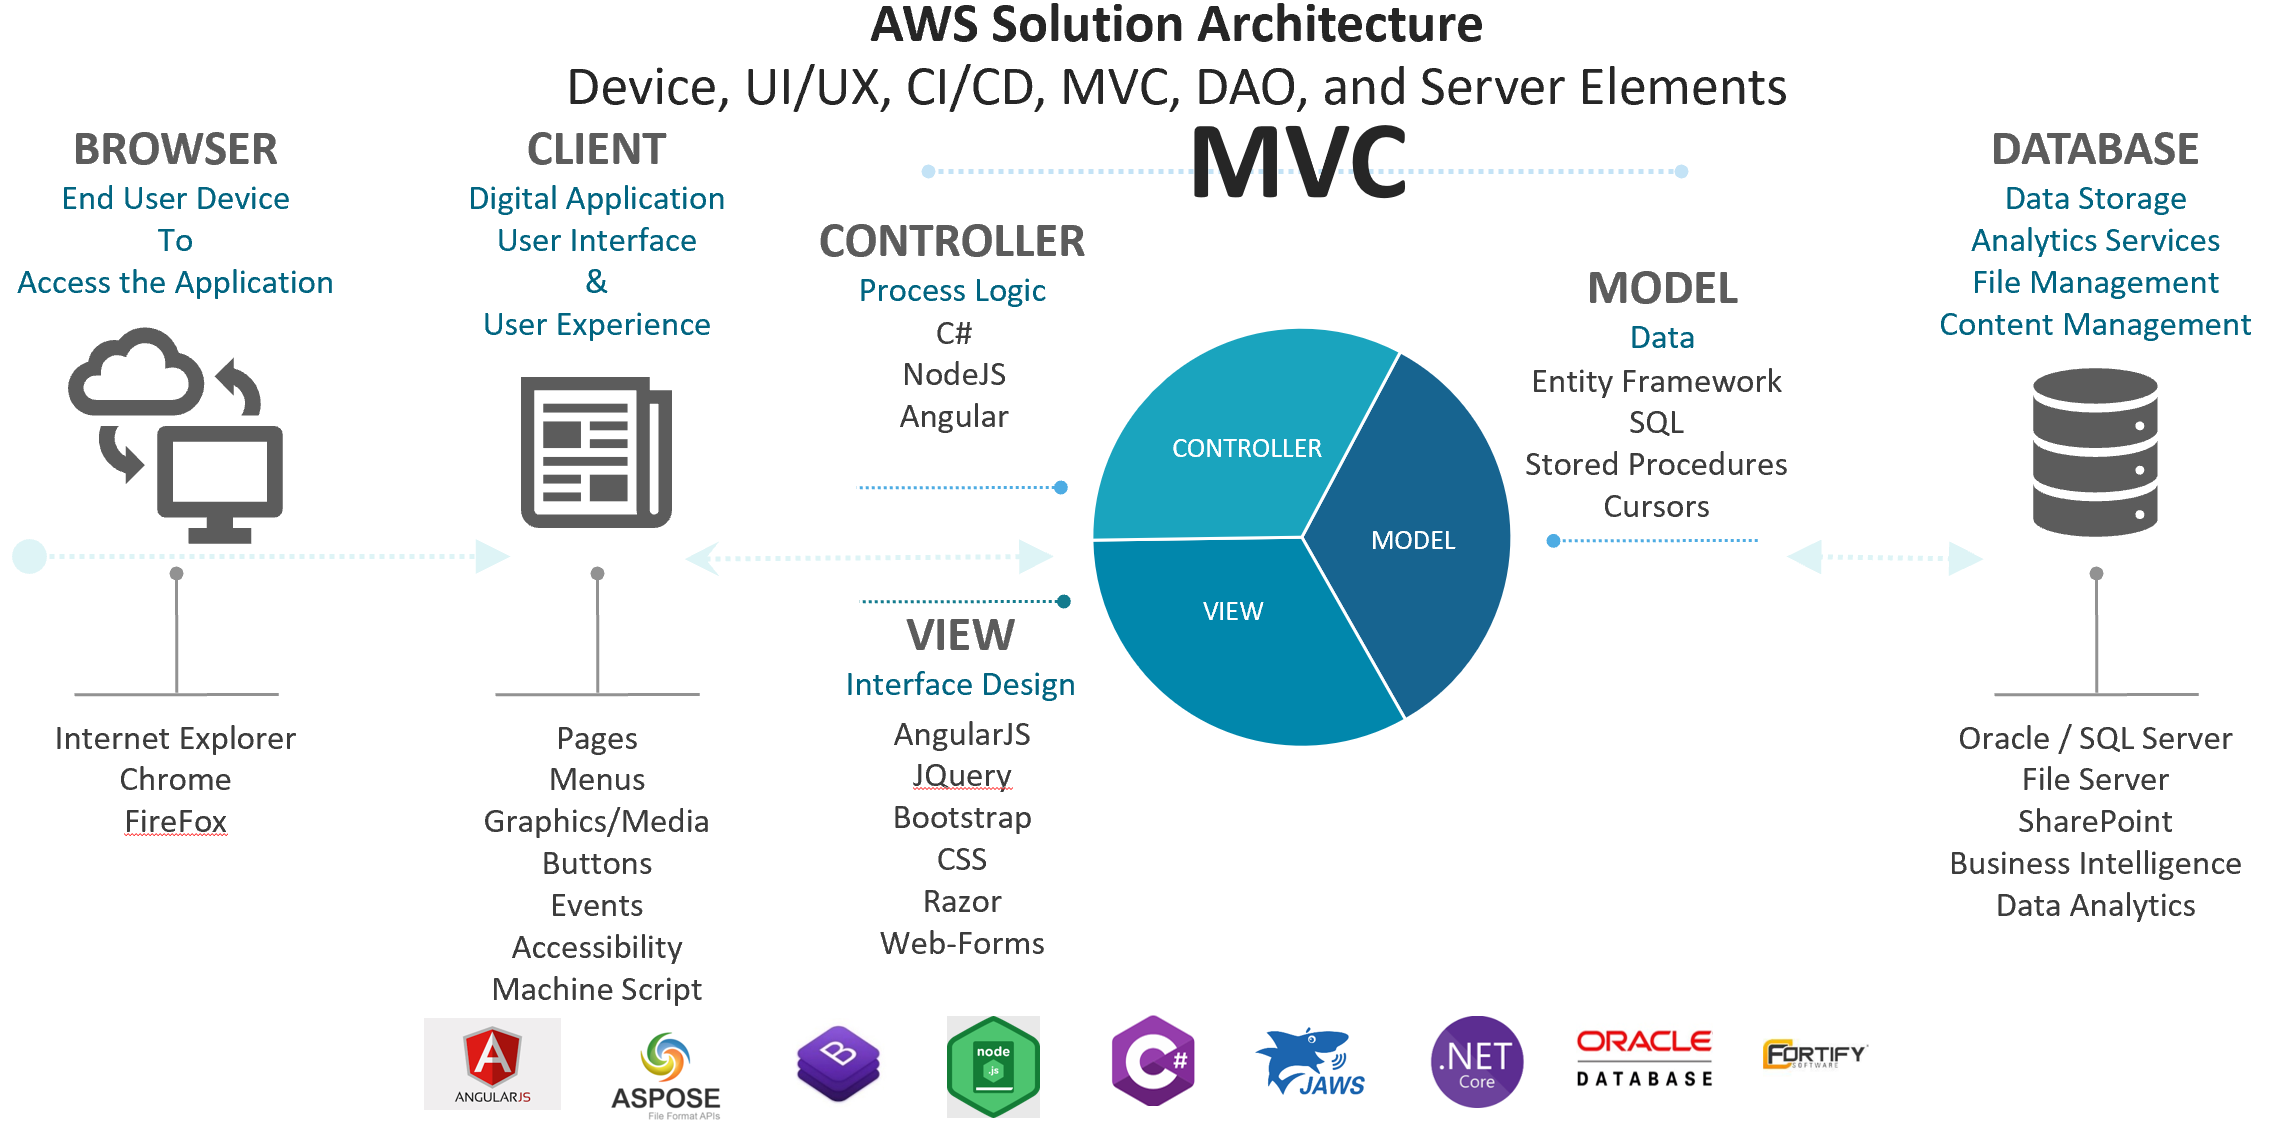 AWS Solution Architecture
Device, UI/UX, CI/CD, MVC, DAO, and Server Elements
BROWSER
End User Device
To
Access the Application
Internet Explorer
Chrome
FireFox
CLIENT
Digital Application
User Interface
&
User Experience
Pages
Menus
Graphics/Media
Buttons
Events
Accessibility
Machine Script
MVC
CONTROLLER
Process Logic
C#
NodeJS
Angular
VIEW
Interface Design
AngularJS
JQuery
Bootstrap
CSS
Razor
Web-Forms
CONTROLLER
MODEL
VIEW
MODEL
Data
Entity Framework
SQL
Stored Procedures
Cursors
DATABASE
Data Storage
Analytics Services
File Management
Content Management
Oracle / SQL Server
File Server
SharePoint
Business Intelligence
Data Analytics
A
ANGULARJS
ASPOSE
File Format APIs
B
node
.js
JS
C#
JAWS
.NET
Core
ORACLE
DATABASE
FORTIFY
SOFTWARE